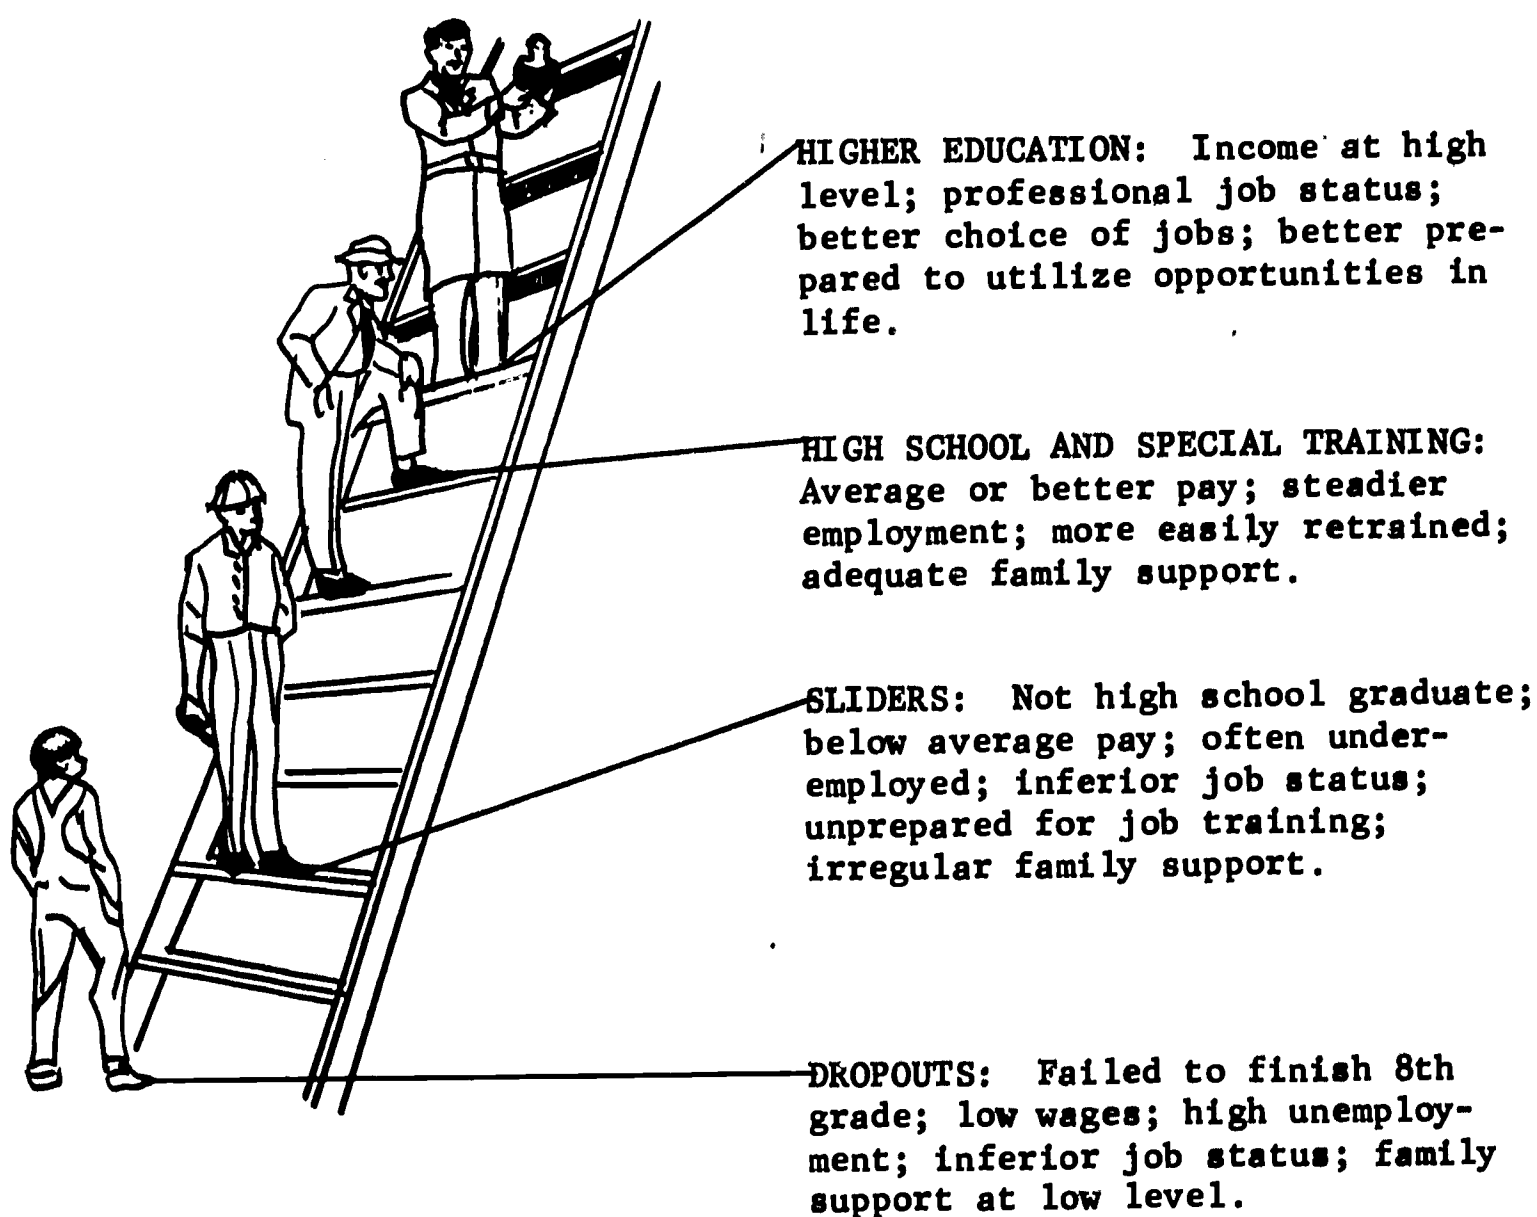 HIGHER EDUCATION: Income at high
level; professional job status;
better choice of jobs; better pre-
pared to utilize opportunities in
life.
HIGH SCHOOL AND SPECIAL TRAINING:
Average or better pay; steadier
employment; more easily retrained;
adequate family support.
SLIDERS: Not high school graduate;
below average pay; often under-
employed; inferior job status;
unprepared for job training;
irregular family support.
DROPOUTS: Failed to finish 8th
grade; low wages; high unemploy-
ment; inferior job status; family
support at low level.